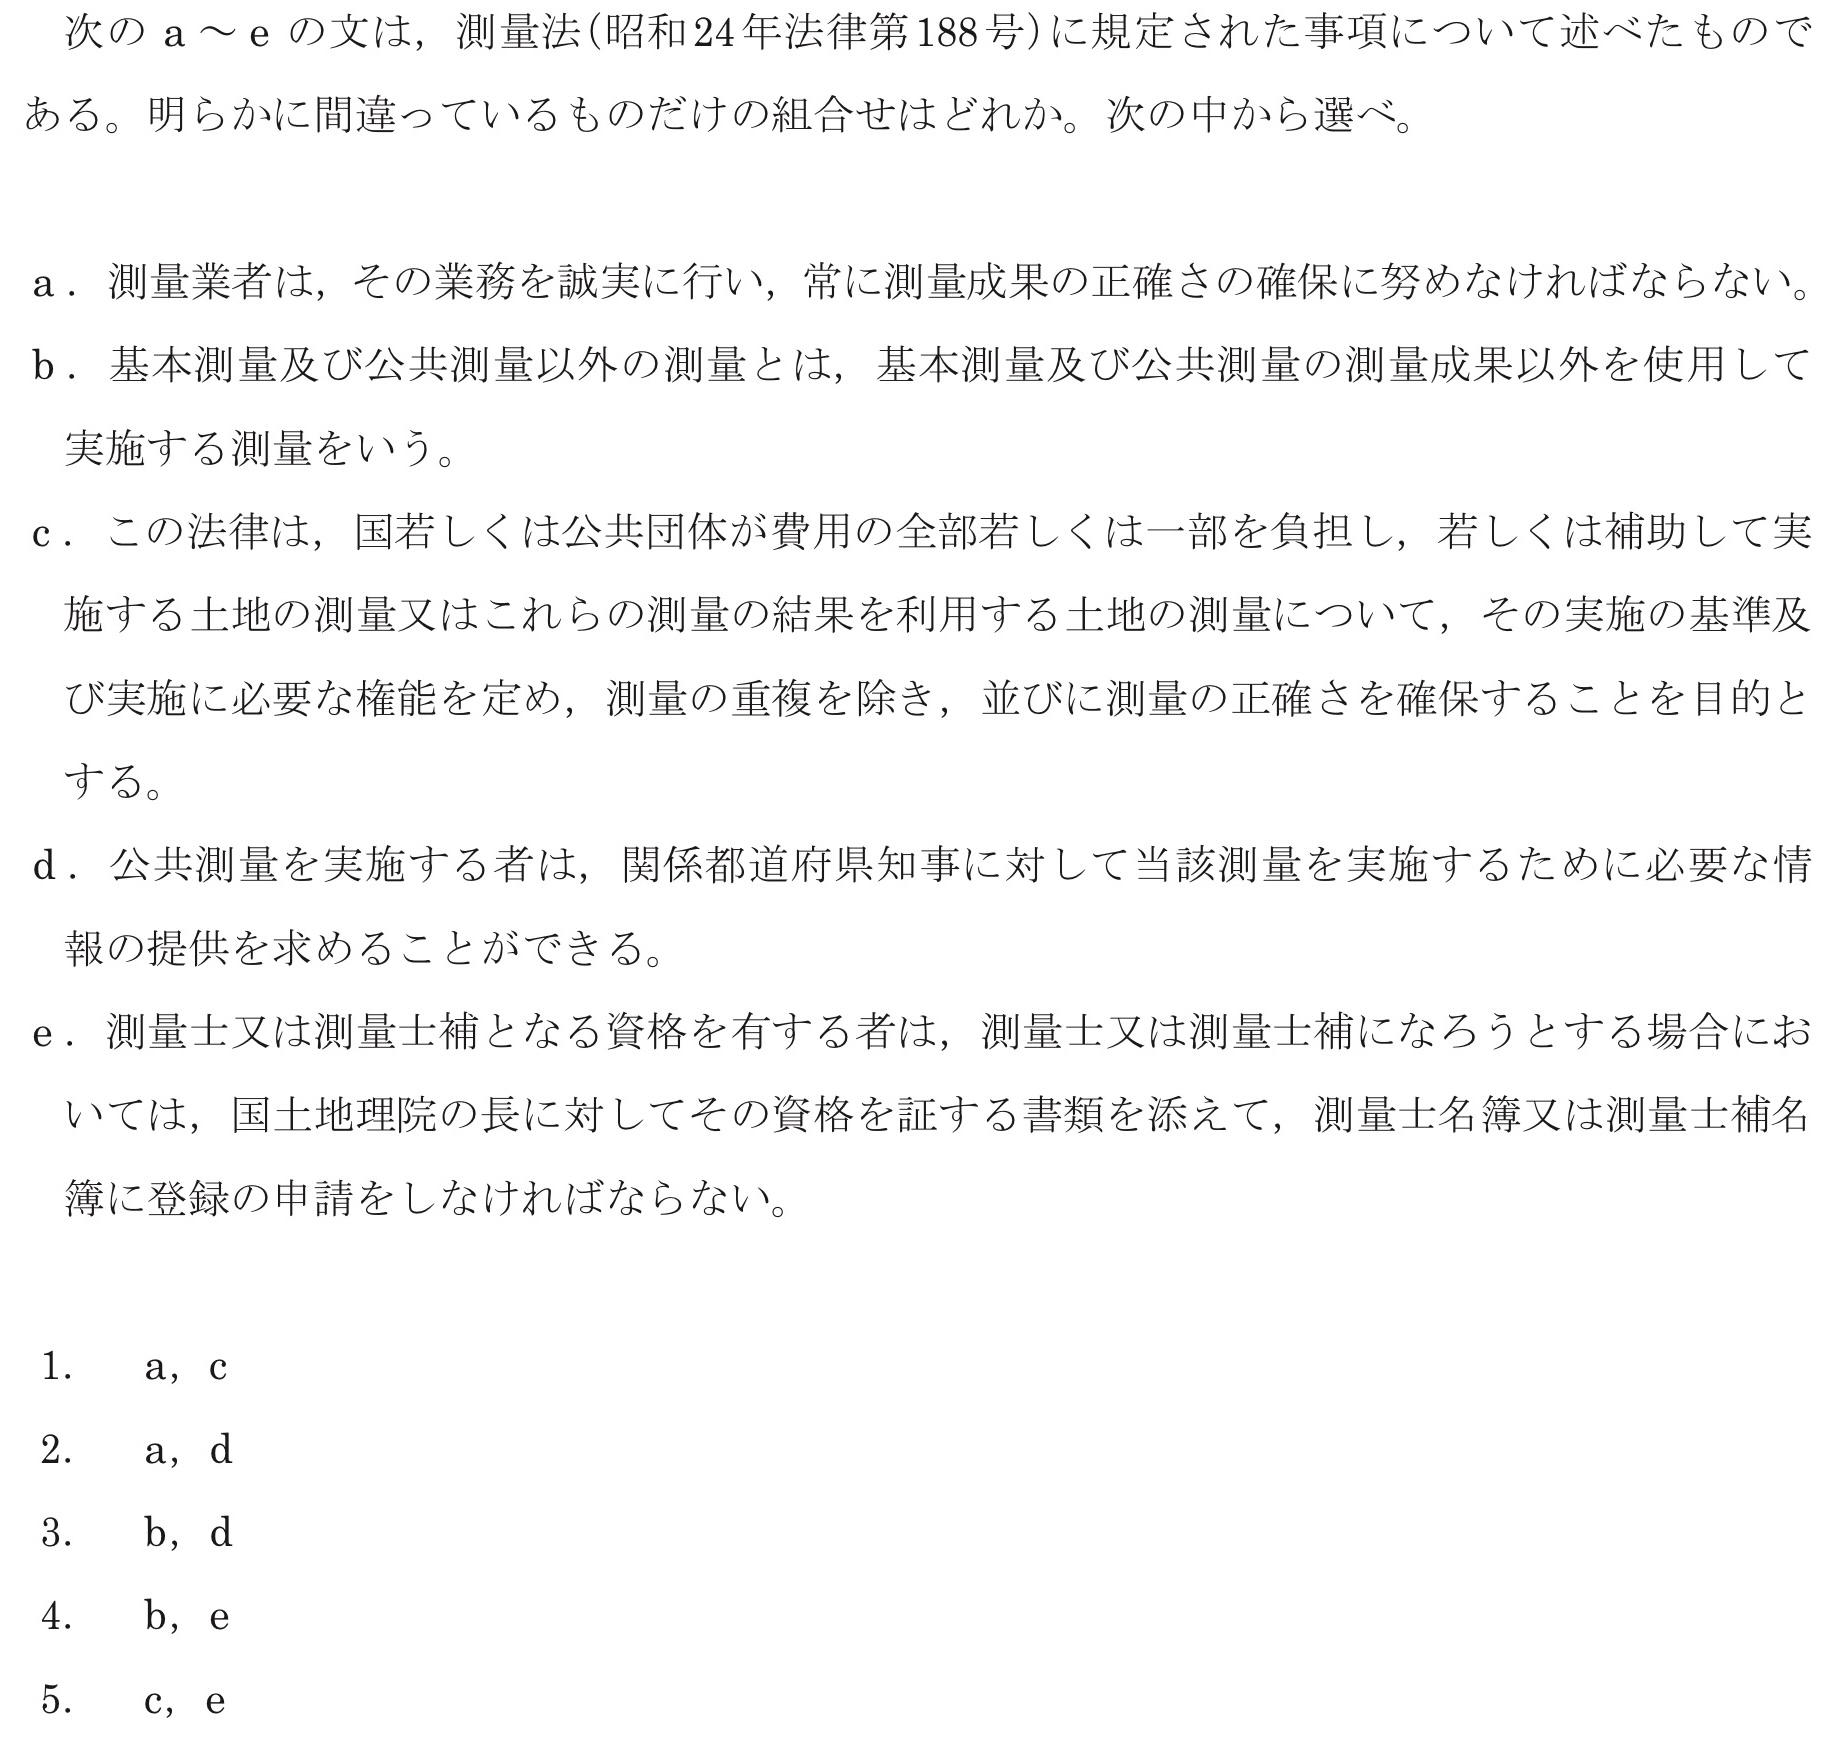 次の a ~ e の文は，測量法(昭和24年法律第188号)に規定された事項について述べたもので
ある。明らかに間違っているものだけの組合せはどれか。次の中から選べ。
a．測量業者は，その業務を誠実に行い，常に測量成果の正確さの確保に努めなければならない。
b．基本測量及び公共測量以外の測量とは，基本測量及び公共測量の測量成果以外を使用して
実施する測量をいう。
c．この法律は，国若しくは公共団体が費用の全部若しくは一部を負担し，若しくは補助して実
施する土地の測量又はこれらの測量の結果を利用する土地の測量について，その実施の基準及
び実施に必要な権能を定め，測量の重複を除き，並びに測量の正確さを確保することを目的と
する。
d．公共測量を実施する者は，関係都道府県知事に対して当該測量を実施するために必要な情
報の提供を求めることができる。
e．測量士又は測量士補となる資格を有する者は，測量士又は測量士補になろうとする場合にお
いては，国土地理院の長に対してその資格を証する書類を添えて，測量士名簿又は測量士補名
簿に登録の申請をしなければならない。
1. a，c
2. a，d
3. b，d
4. b，e
5. c，e